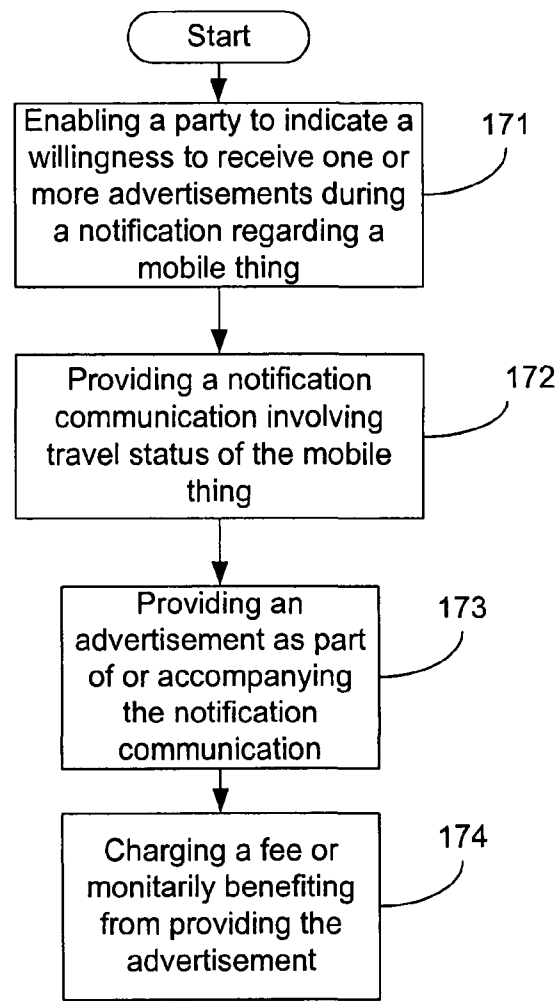 Start
Enabling a party to indicate a
willingness to receive one or
more advertisements during
a notification regarding a
mobile thing
171
Providing a notification
communication involving
travel status of the mobile
thing
172
Providing an
advertisement as part
of or accompanying
the notification
communication
173
Charging a fee or
monitarily benefiting
from providing the
advertisement
174